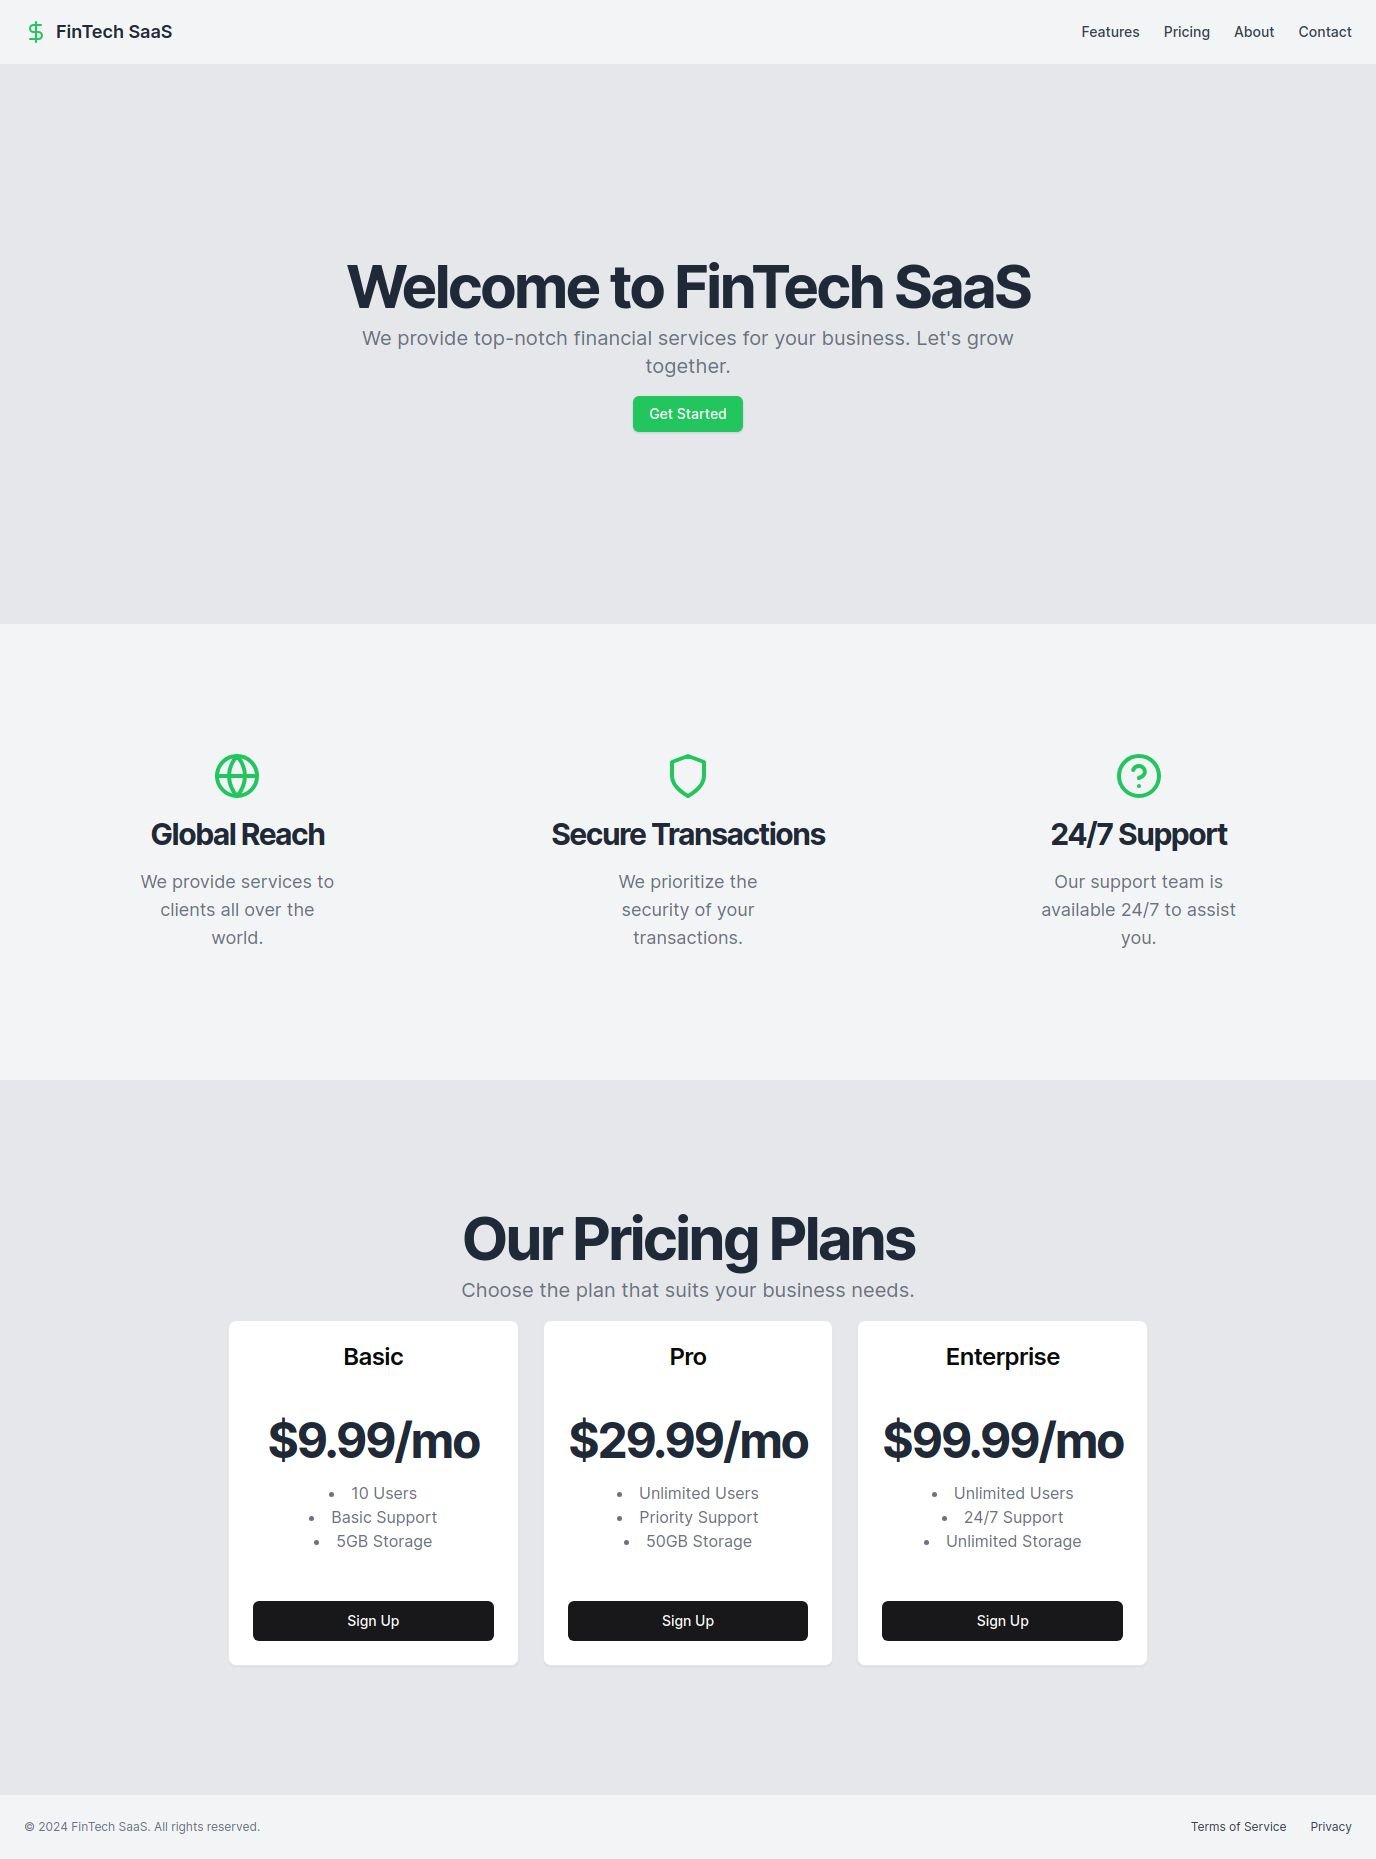 FinTech SaaS
Features
Pricing
About
Contact
Welcome to FinTech SaaS
We provide top-notch financial services for your business. Let's grow
together.
Get Started
Global Reach
We provide services to
clients all over the
world.
Secure Transactions
We prioritize the
security of your
transactions.
24/7 Support
Our support team is
available 24/7 to assist
you.
Our Pricing Plans
Choose the plan that suits your business needs.
Basic
$9.99/mo
• 10 Users
• Basic Support
• 5GB Storage
Sign Up
Pro
$29.99/mo
• Unlimited Users
• Priority Support
• 50GB Storage
Sign Up
Enterprise
$99.99/mo
• Unlimited Users
• 24/7 Support
• Unlimited Storage
Sign Up
© 2024 FinTech SaaS. All rights reserved.
Terms of Service
Privacy